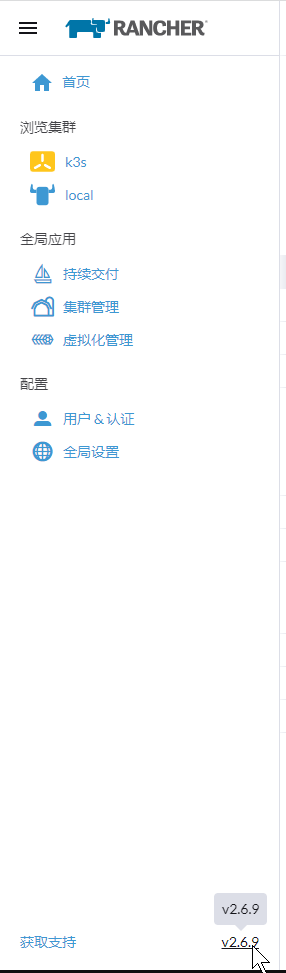 RANCHER
首页
浏览集群
k3s
local
全局应用
持续交付
集群管理
虚拟化管理
配置
用户 & 认证
全局设置
v2.6.9
获取支持 v2.6.9